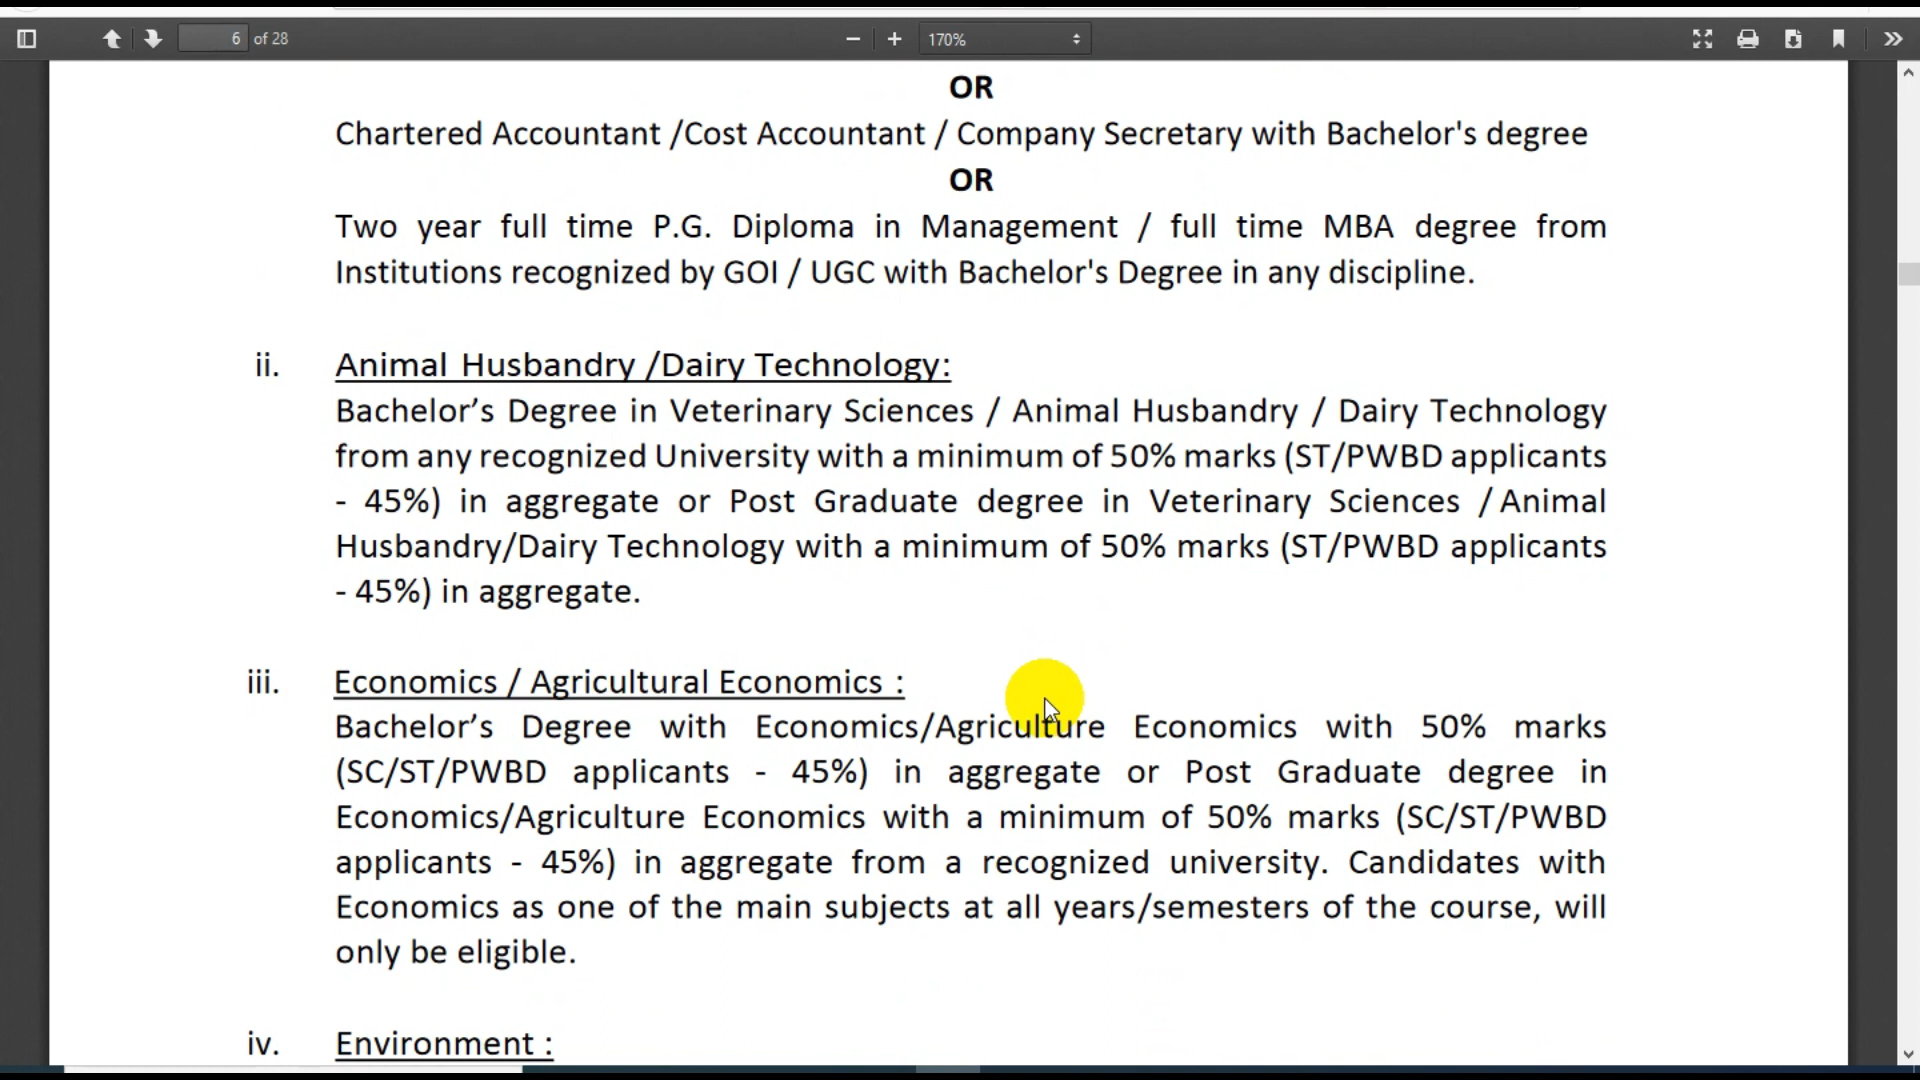 6 of 28
170%
OR
Chartered Accountant /Cost Accountant / Company Secretary with Bachelor's degree
OR
Two year full time P.G. Diploma in Management / full time MBA degree from
Institutions recognized by GOI / UGC with Bachelor's Degree in any discipline.
ii. Animal Husbandry /Dairy Technology:
Bachelor’s Degree in Veterinary Sciences / Animal Husbandry / Dairy Technology
from any recognized University with a minimum of 50% marks (ST/PWBD applicants
- 45%) in aggregate or Post Graduate degree in Veterinary Sciences / Animal
Husbandry/Dairy Technology with a minimum of 50% marks (ST/PWBD applicants
- 45%) in aggregate.
iii. Economics / Agricultural Economics :
Bachelor’s Degree with Economics/Agriculture Economics with 50% marks
(SC/ST/PWBD applicants - 45%) in aggregate or Post Graduate degree in
Economics/Agriculture Economics with a minimum of 50% marks (SC/ST/PWBD
applicants - 45%) in aggregate from a recognized university. Candidates with
Economics as one of the main subjects at all years/semesters of the course, will
only be eligible.
iv. Environment :